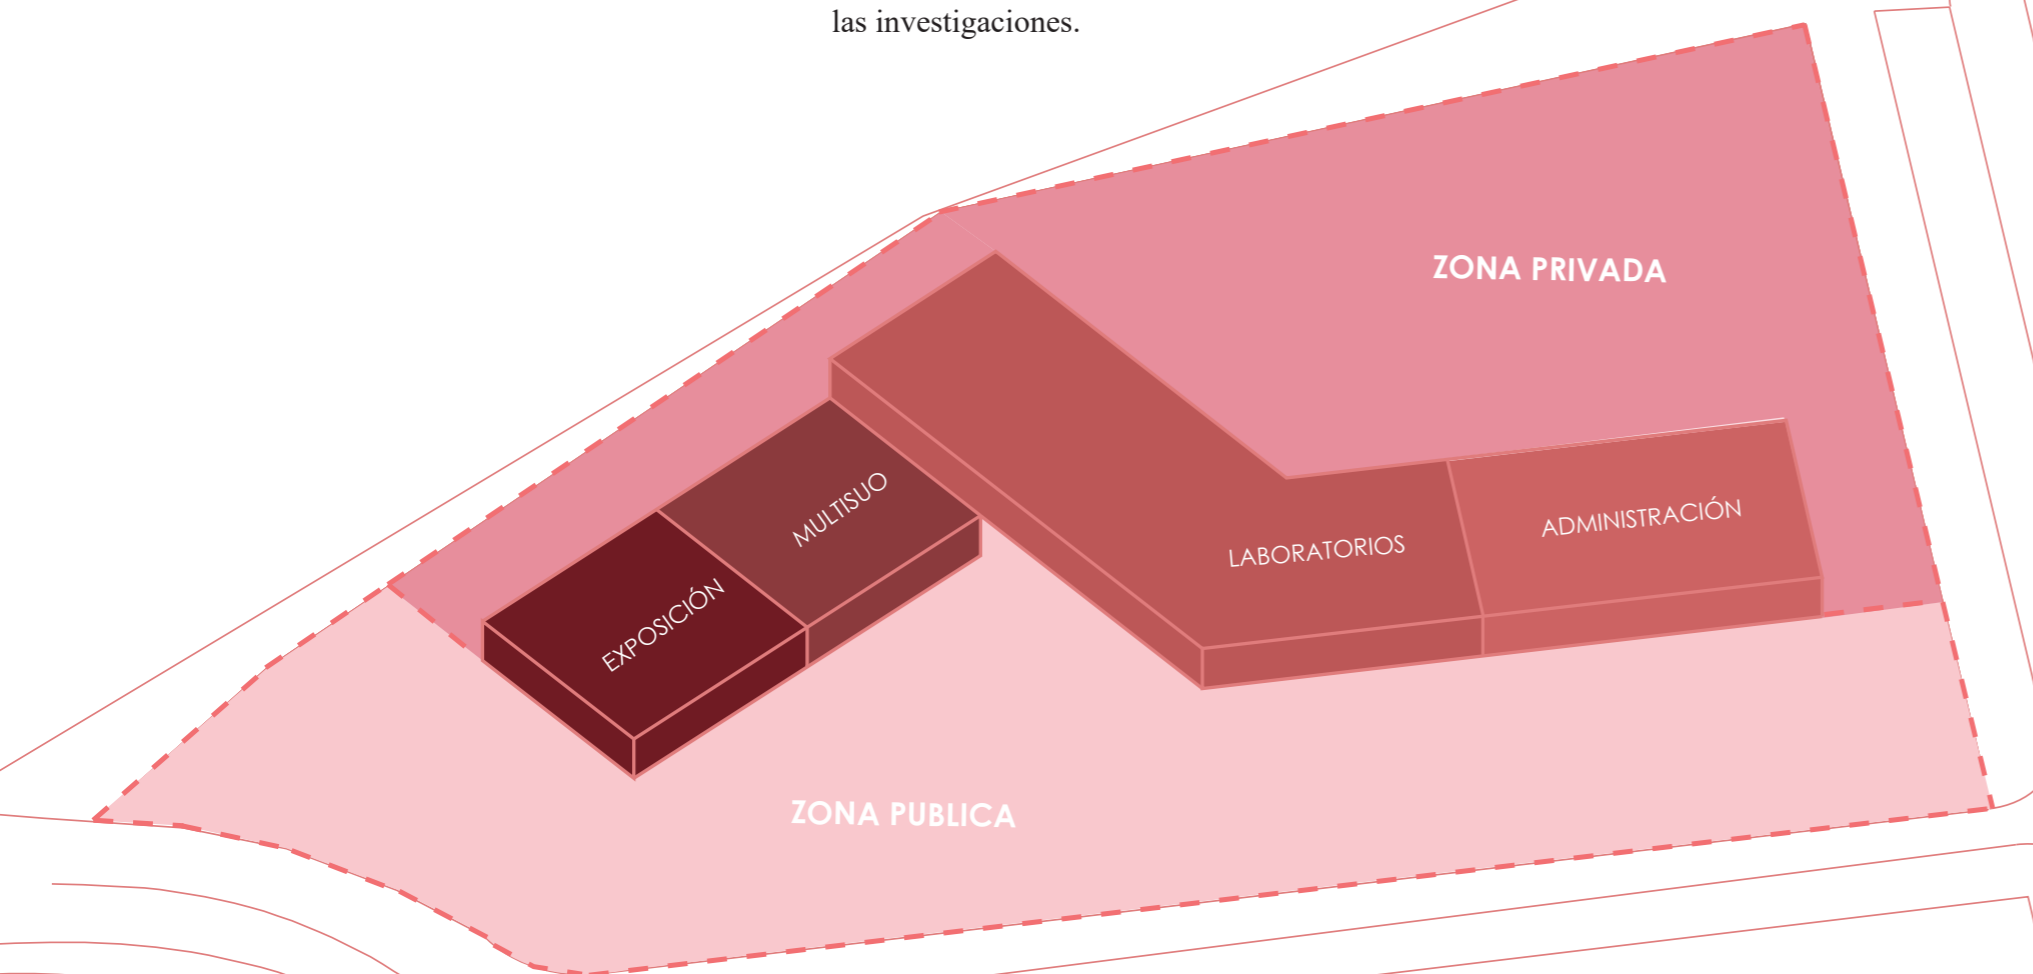 las investigaciones.
ZONA PRIVADA
MULTISUO
ADMINISTRACIÓN
LABORATORIOS
EXPOSICIÓN
ZONA PUBLICA